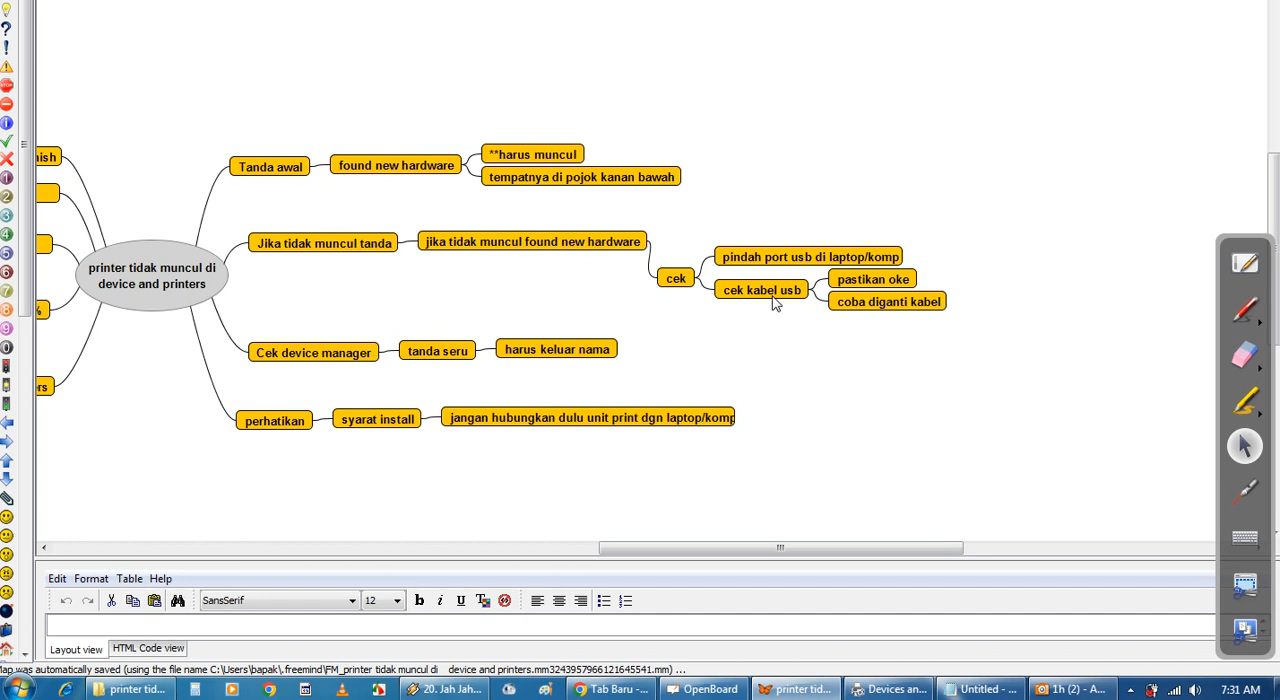 nish
%
ers
printer tidak muncul di
device and printers
Tanda awal
found new hardware
**harus muncul
tempatnya di pojok kanan bawah
Jika tidak muncul tanda
jika tidak muncul found new hardware
cek
pindah port usb di laptop/komp
cek kabel usb
pastikan oke
coba diganti kabel
Cek device manager
tanda seru
harus keluar nama
perhatikan
syarat install
jangan hubungkan dulu unit print dgn laptop/komp
Edit Format Table Help
SansSerif 12 b i U
Layout view HTML Code view
Map was automatically saved (using the file name C:\Users\bapak\.freemind\FM_printer tidak muncul di device and printers.mm3243957966121645541.mm) ...
printer tid... 20. Jah Jah... Tab Baru - ... OpenBoard printer tid... Devices an... Untitled - ... 1h (2) - A... 7:31 AM